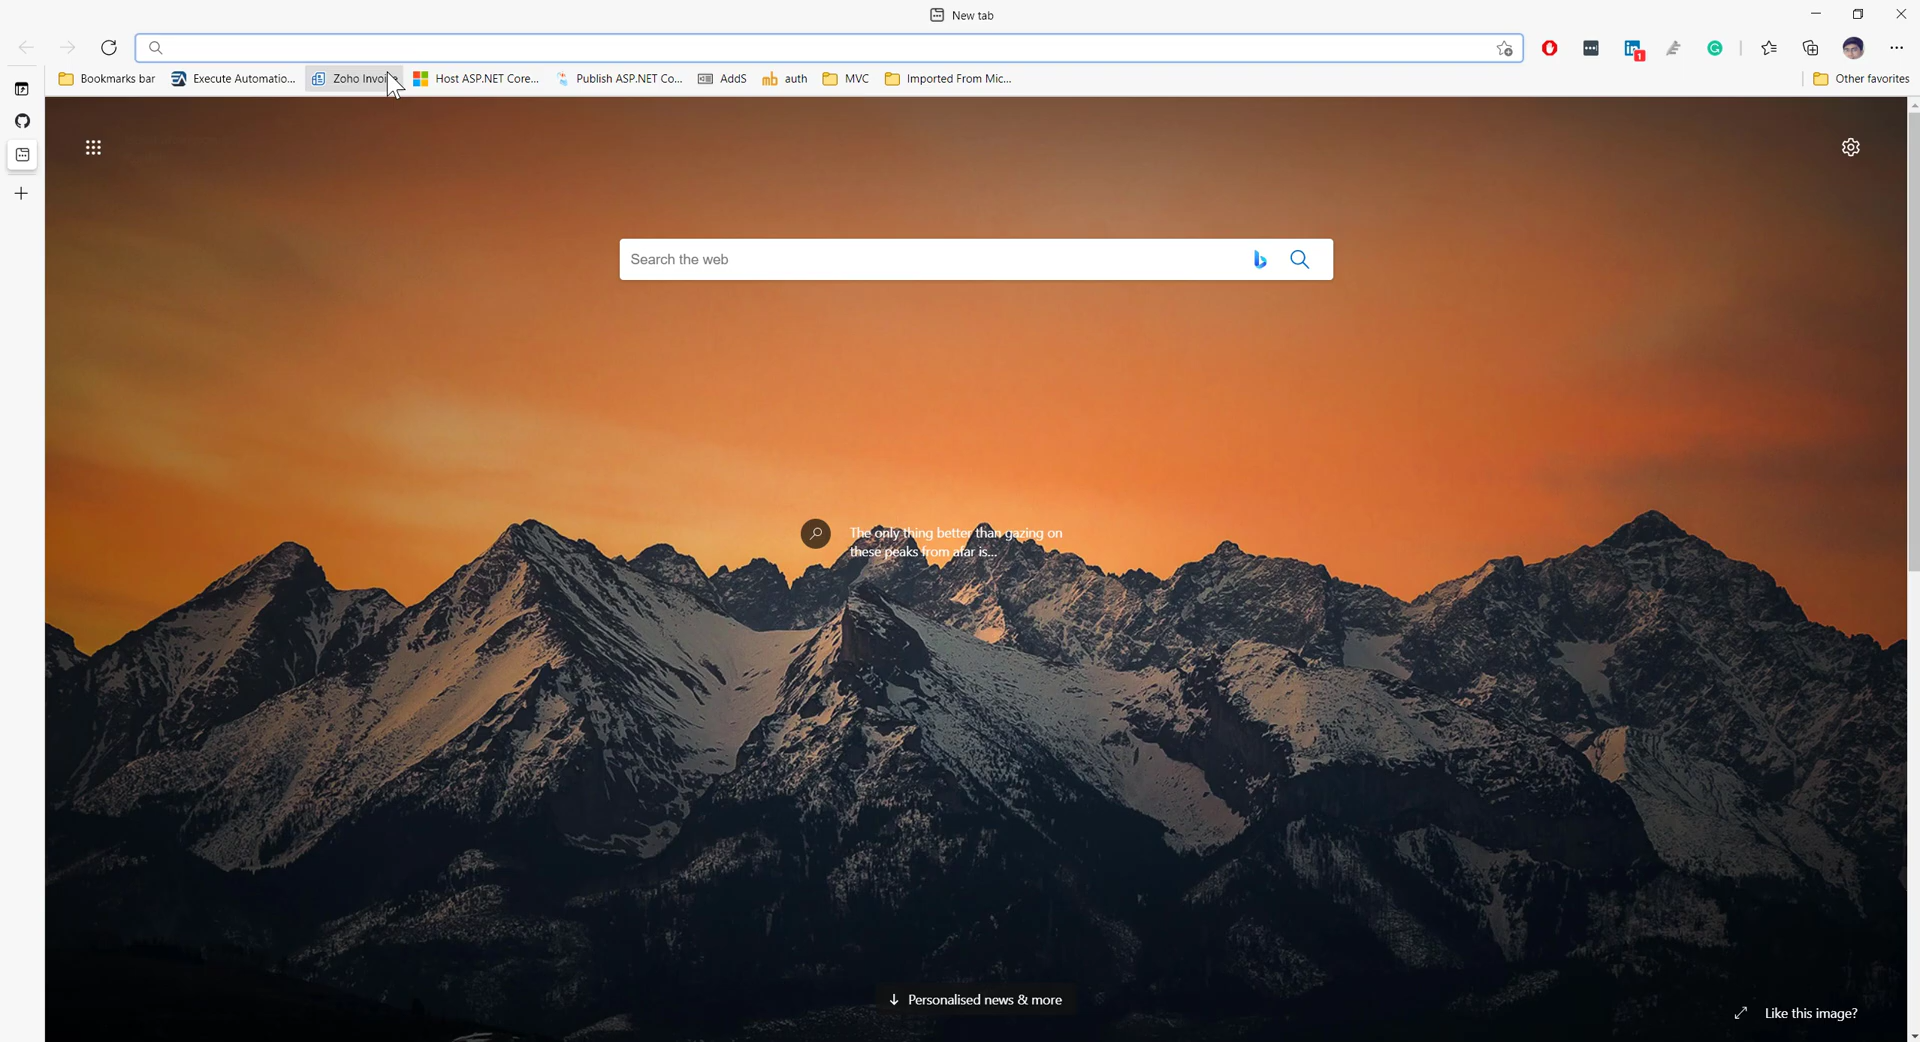 New tab
1
Bookmarks bar Execute Automatio... Zoho Invoi Host ASP.NET Core... Publish ASP.NET Co... AddS auth MVC Imported From Mic... Other favorites
Search the web
The only thing better than gazing on
these peaks from afar is...
Personalised news & more
Like this image?